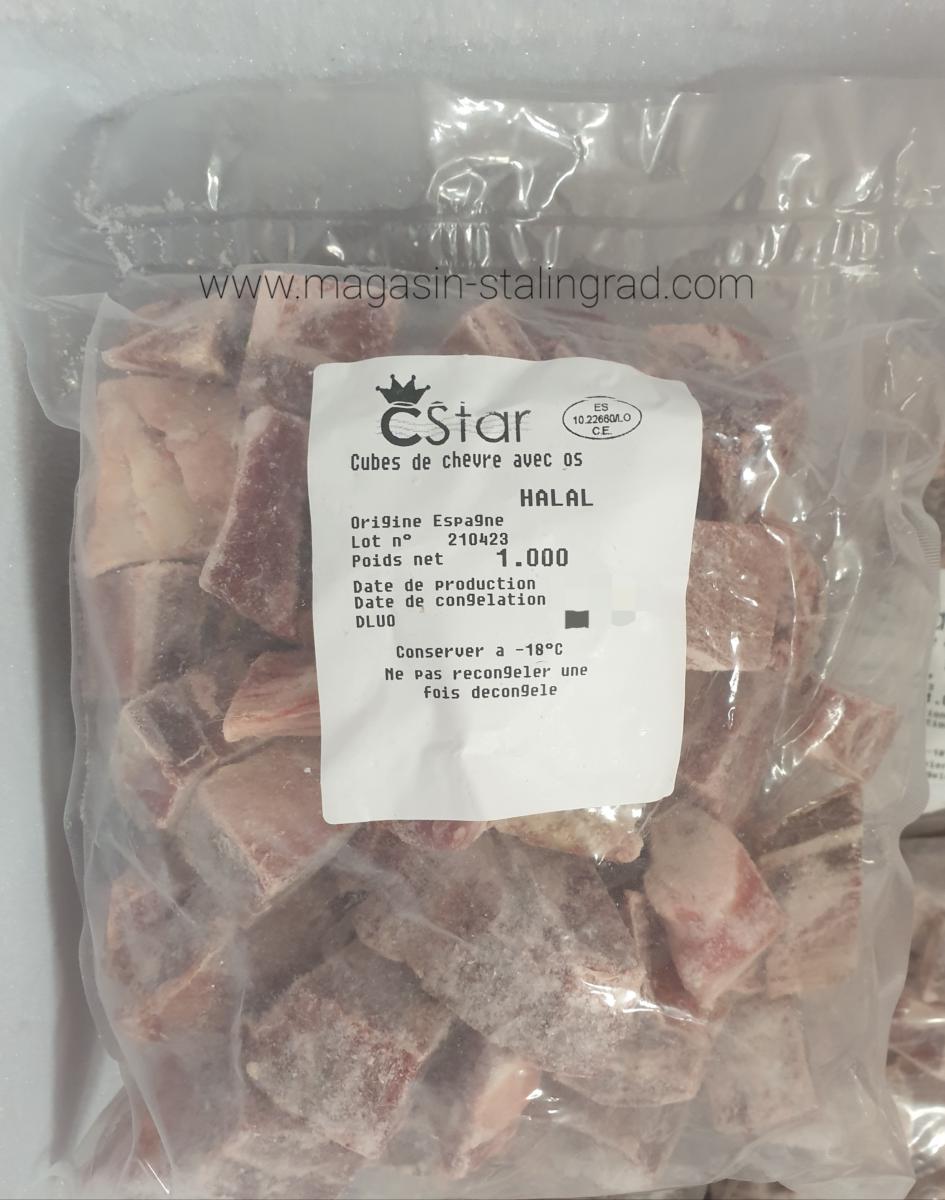 www.magasin-stalingrad.com
CStar
ES
10.22660/LO
C.E.
Cubes de chevre avec os
HALAL
Origine Espagne
Lot n° 210423
Poids net 1.000
Date de production
Date de congelation
DLUO
Conserver a -18°C
Ne pas recongeler une
fois decongele